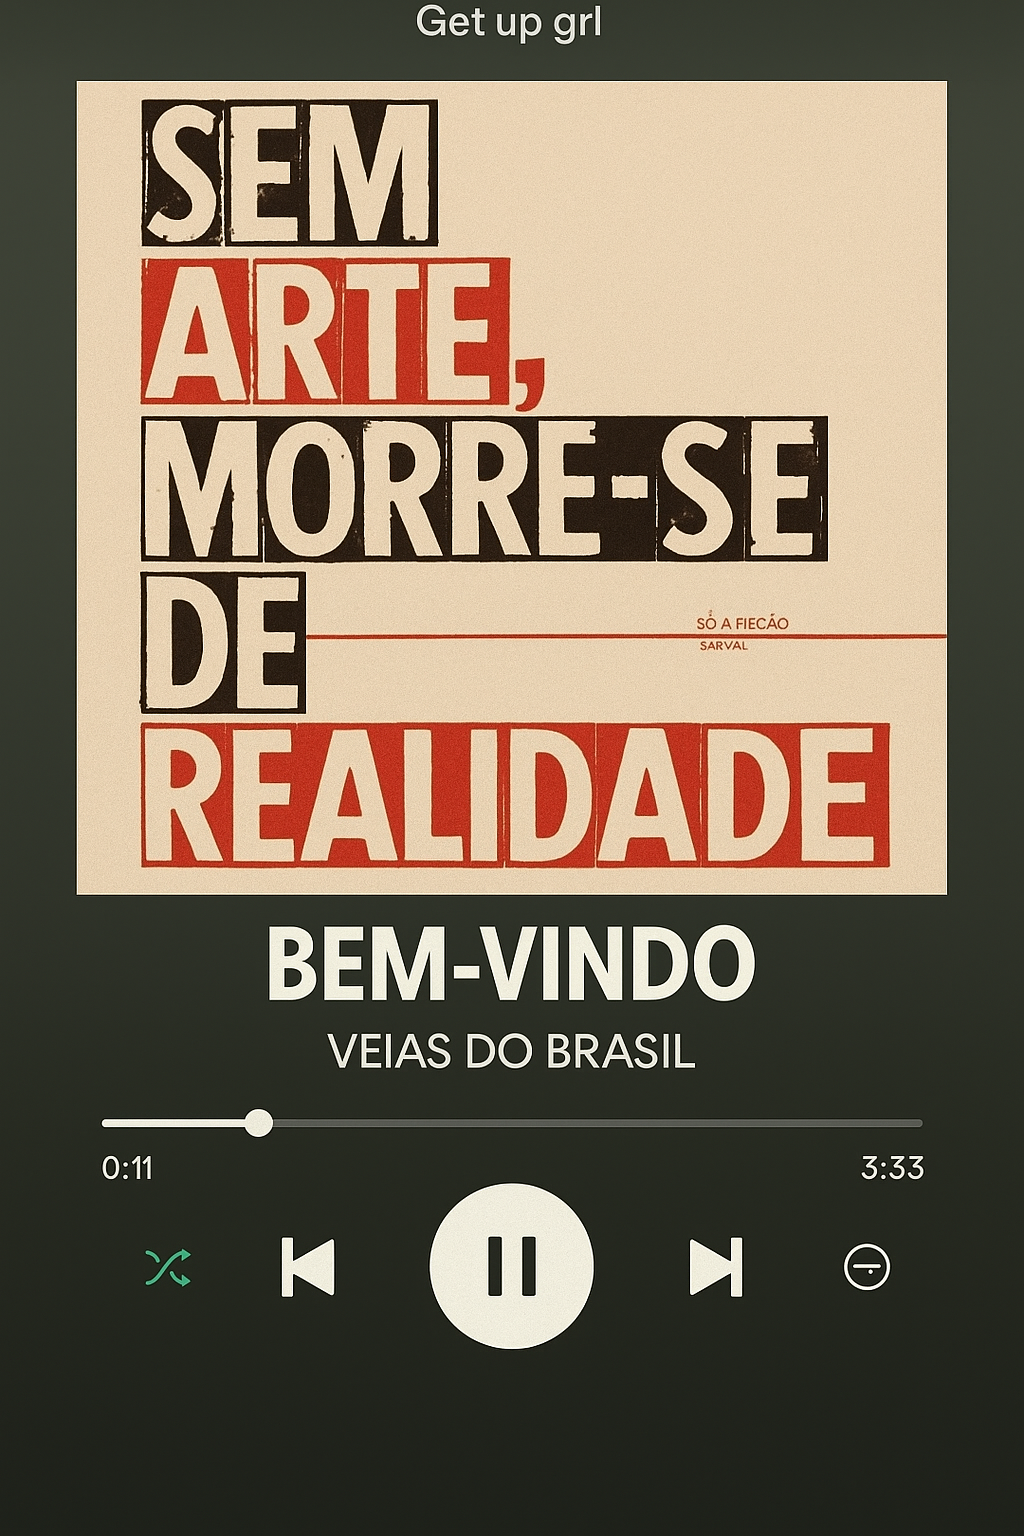 Get up grl
SEM
ARTE,
MORRE-SE
DE
SÓ A FIECÁO
SARVAL
REALIDADE
BEM-VINDO
VEIAS DO BRASIL
0:11
3:33